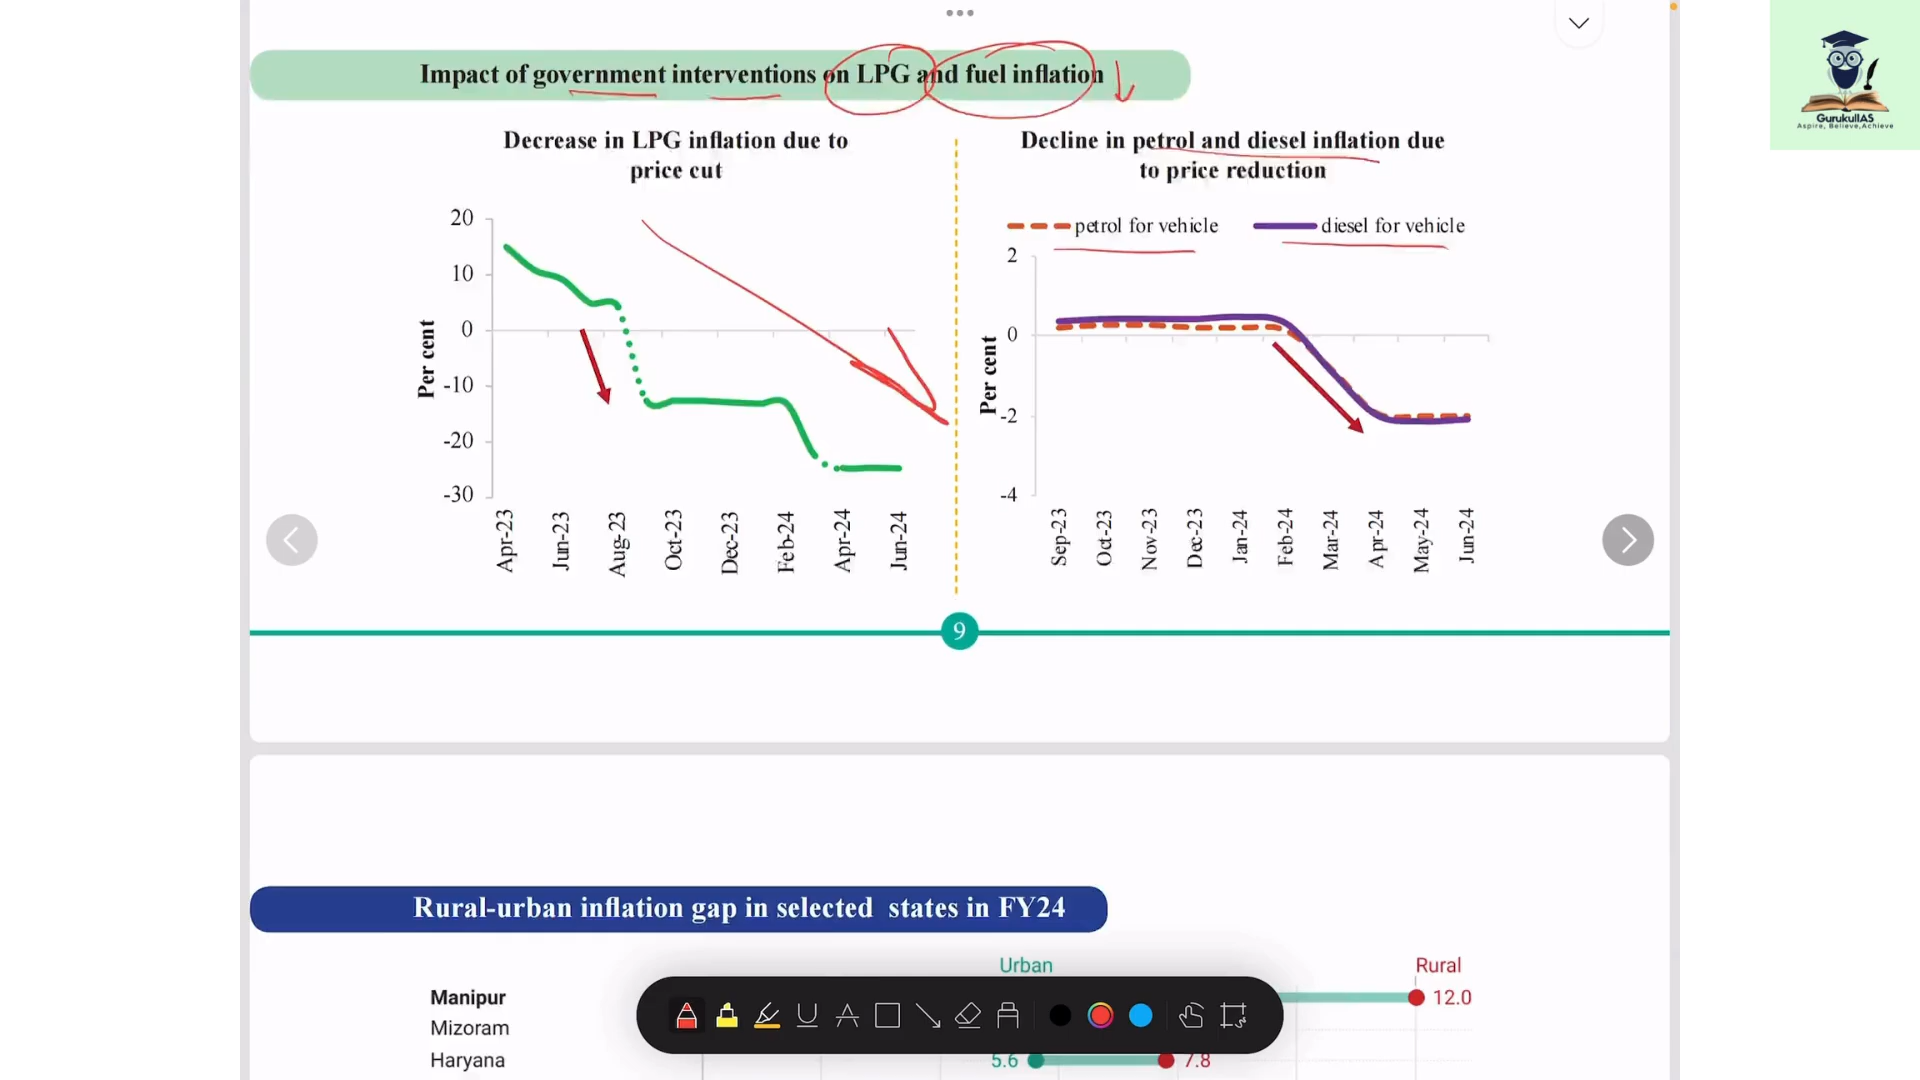 Impact of government interventions on LPG and fuel inflation
Decrease in LPG inflation due to
price cut
20
10
0
-10
-20
-30
Per cent
Apr-23
Jun-23
Aug-23
Oct-23
Dec-23
Feb-24
Apr-24
Jun-24
Decline in petrol and diesel inflation due
to price reduction
petrol for vehicle
diesel for vehicle
2
0
-2
-4
Per cent
Sep-23
Oct-23
Nov-23
Dec-23
Jan-24
Feb-24
Mar-24
Apr-24
May-24
Jun-24
9
Rural-urban inflation gap in selected states in FY24
Urban
Rural
Manipur
12.0
Mizoram
Haryana
5.6
7.8
GurukulIAS
Aspire, Believe,Achieve